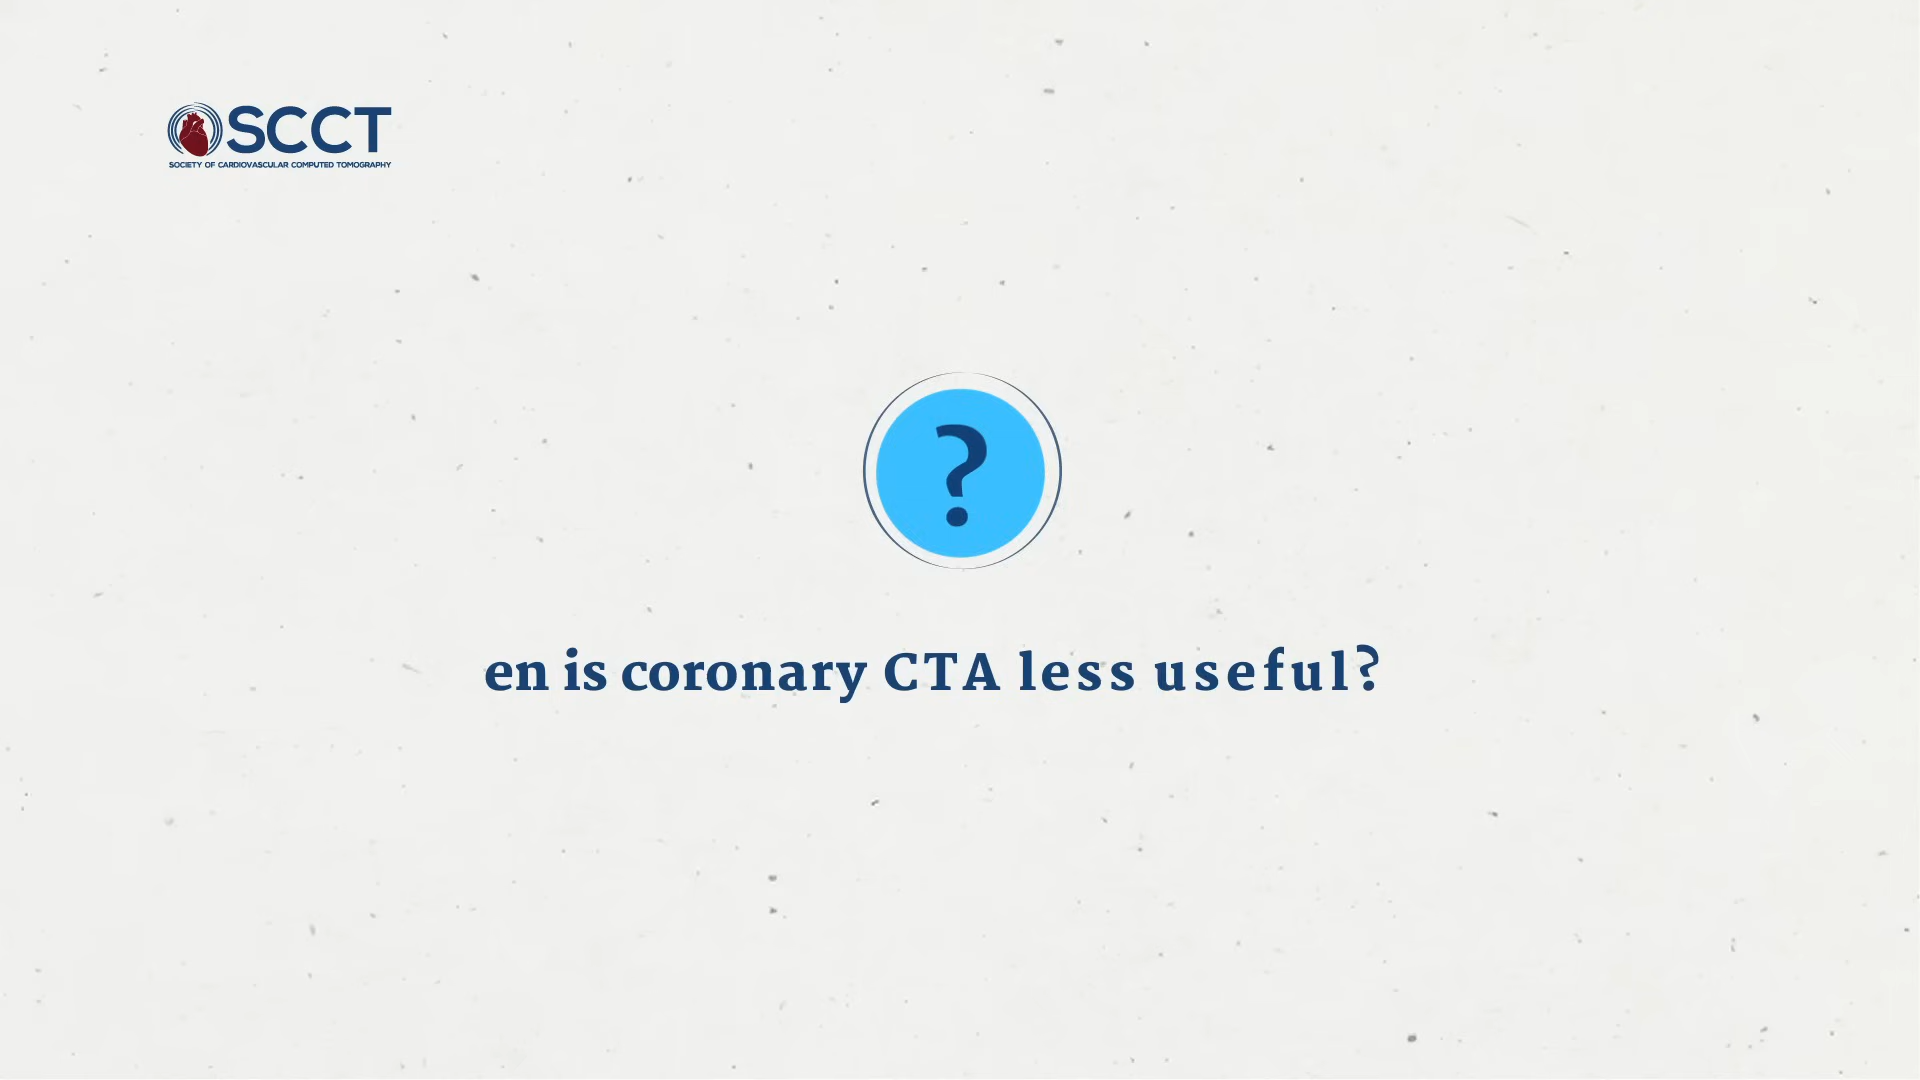 SCCT
SOCIETY OF CARDIOVASCULAR COMPUTED TOMOGRAPHY
?
en is coronary CTA less useful?